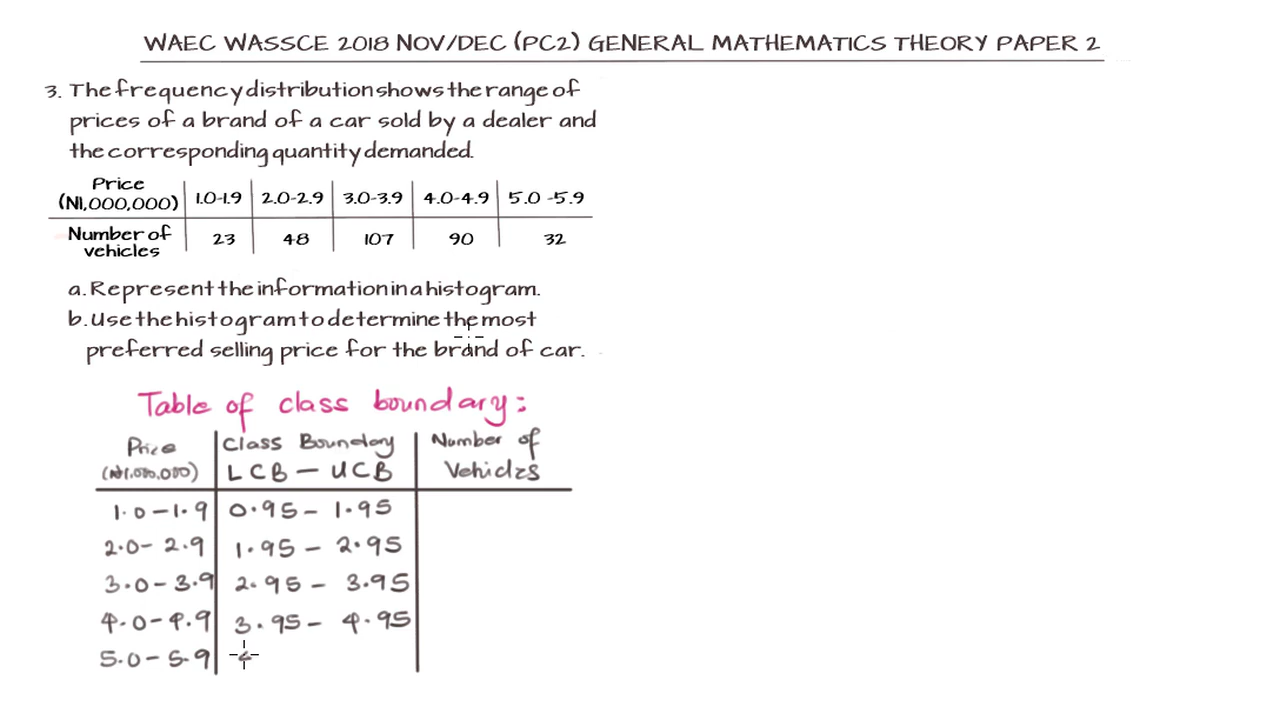 WAEC WASSCE 2018 NOV/DEC (PC2) GENERAL MATHEMATICS THEORY PAPER 2
3. The frequency distribution shows the range of
prices of a brand of a car sold by a dealer and
the corresponding quantity demanded.
Price (N1,000,000) 1.0-1.9 2.0-2.9 3.0-3.9 4.0-4.9 5.0 -5.9
Number of vehicles 23 48 107 90 32
a. Represent the information in a histogram.
b. Use the histogram to determine the most
preferred selling price for the brand of car.
Table of class boundary:
Price Class Boundary Number of
(₦1,000,000) LCB - UCB Vehicles
1.0-1.9 0.95 - 1.95
2.0-2.9 1.95 - 2.95
3.0-3.9 2.95 - 3.95
4.0-4.9 3.95 - 4.95
5.0-5.9